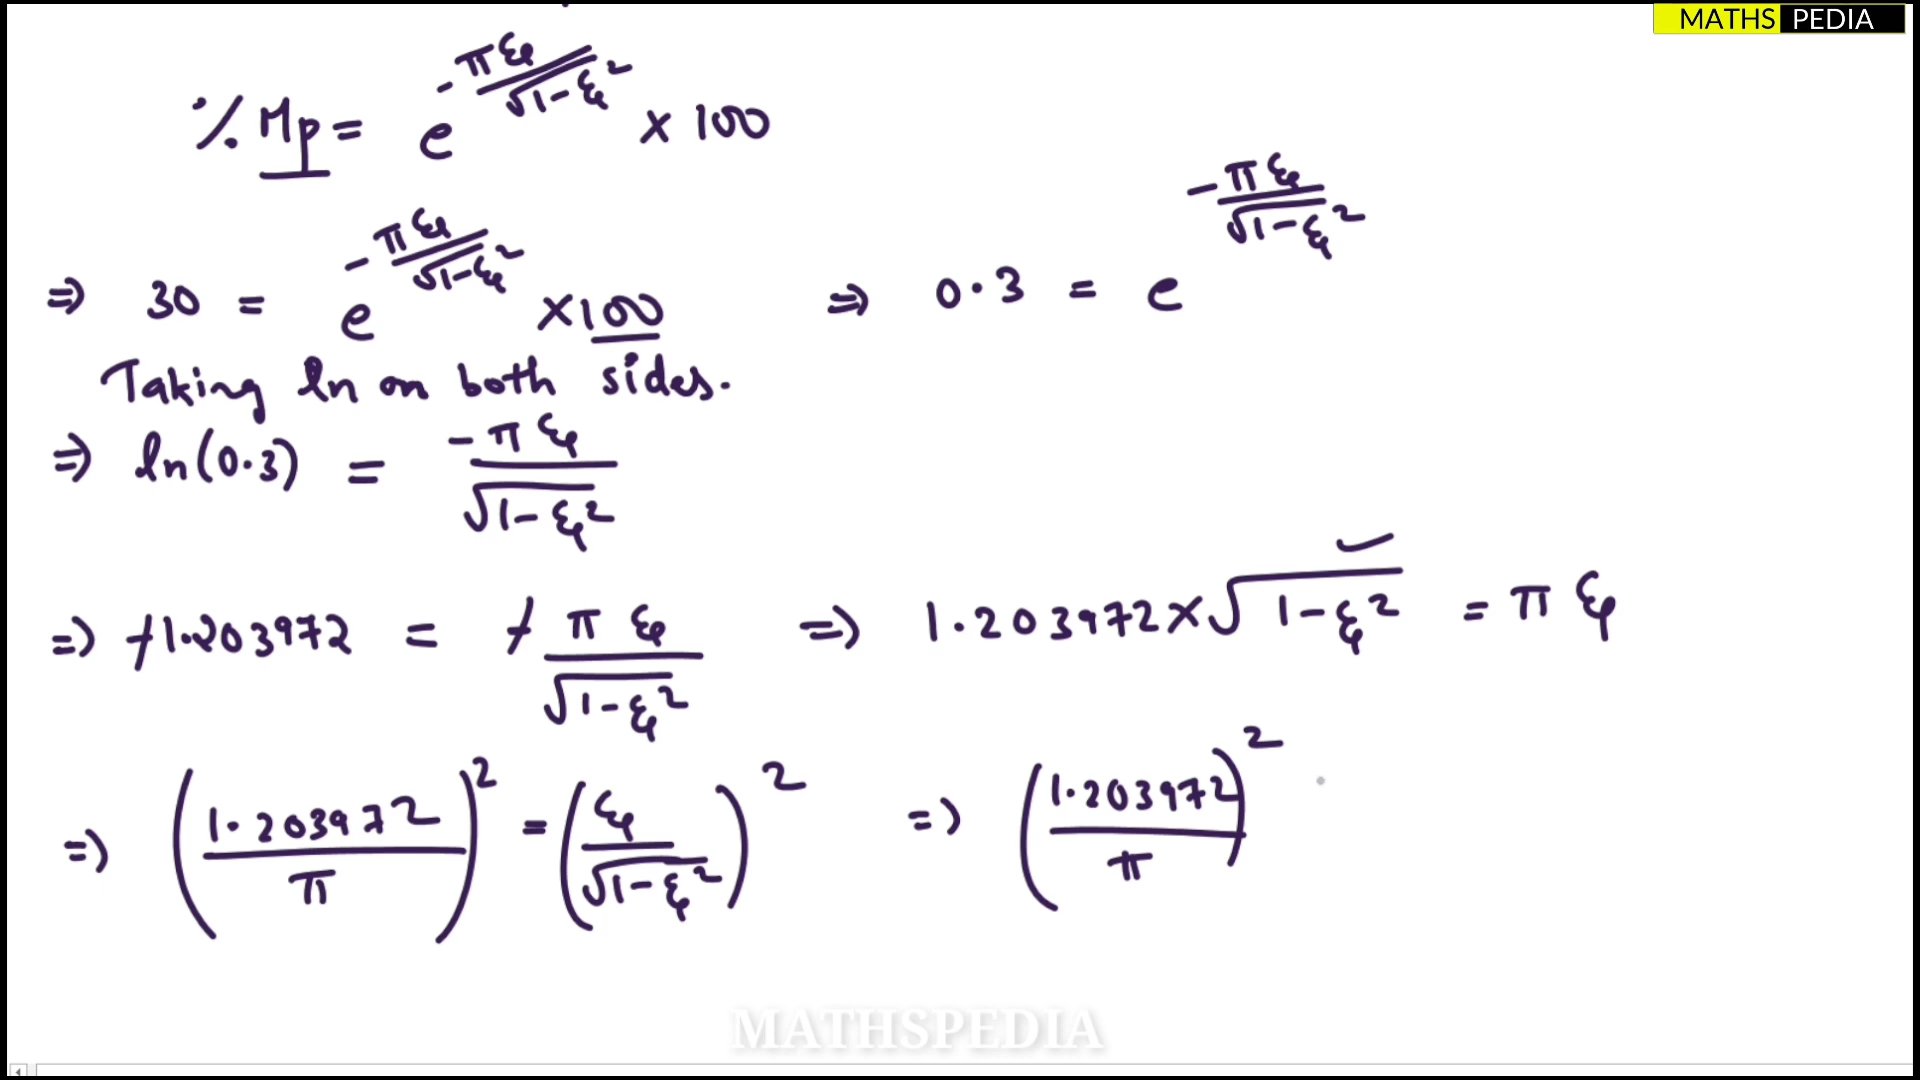 MATHS PEDIA
% Mp = e^(-πξ/√(1-ξ²)) × 100
⇒ 30 = e^(-πξ/√(1-ξ²)) ×100 ⇒ 0.3 = e^(-πξ/√(1-ξ²))
Taking ln on both sides.
⇒ ln(0.3) = -πξ/√(1-ξ²)
⇒ -1.203972 = -πξ/√(1-ξ²) ⇒ 1.203972×√(1-ξ²) = πξ
⇒ (1.203972/π)² = (ξ/√(1-ξ²))² ⇒ (1.203972/π)²
MATHSPEDIA